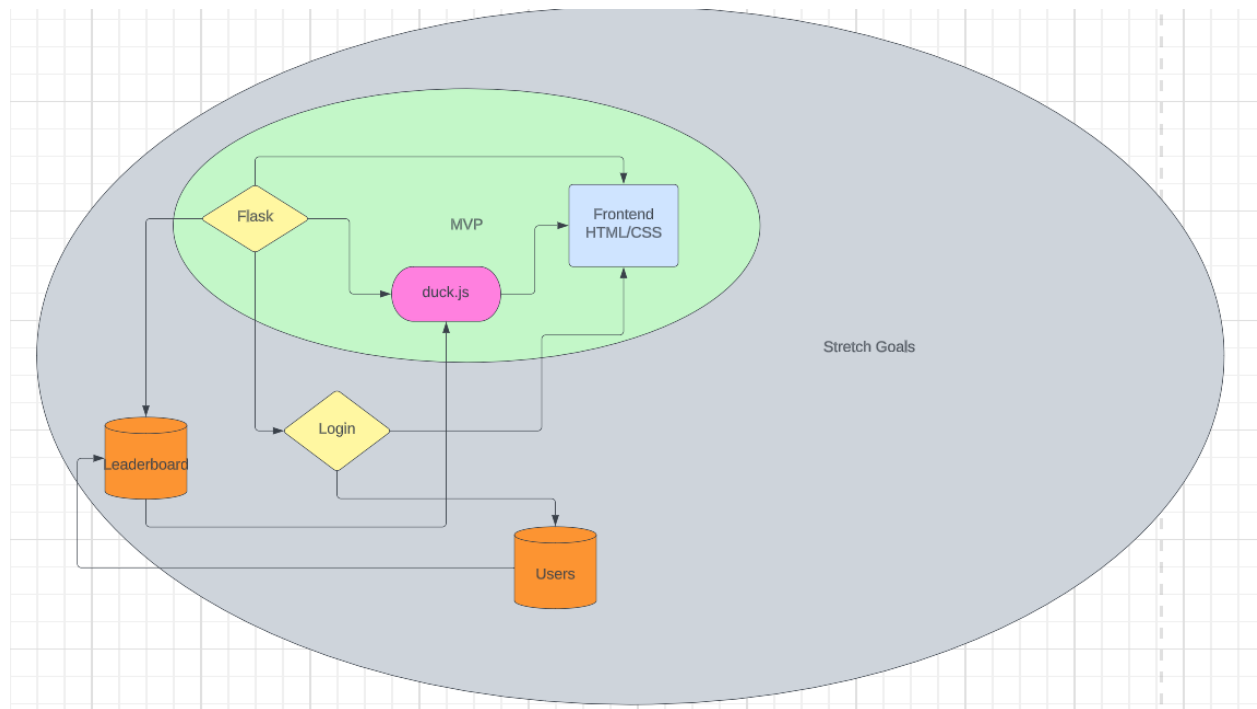 Flask
MVP
Frontend
HTML/CSS
duck.js
Stretch Goals
Login
Leaderboard
Users